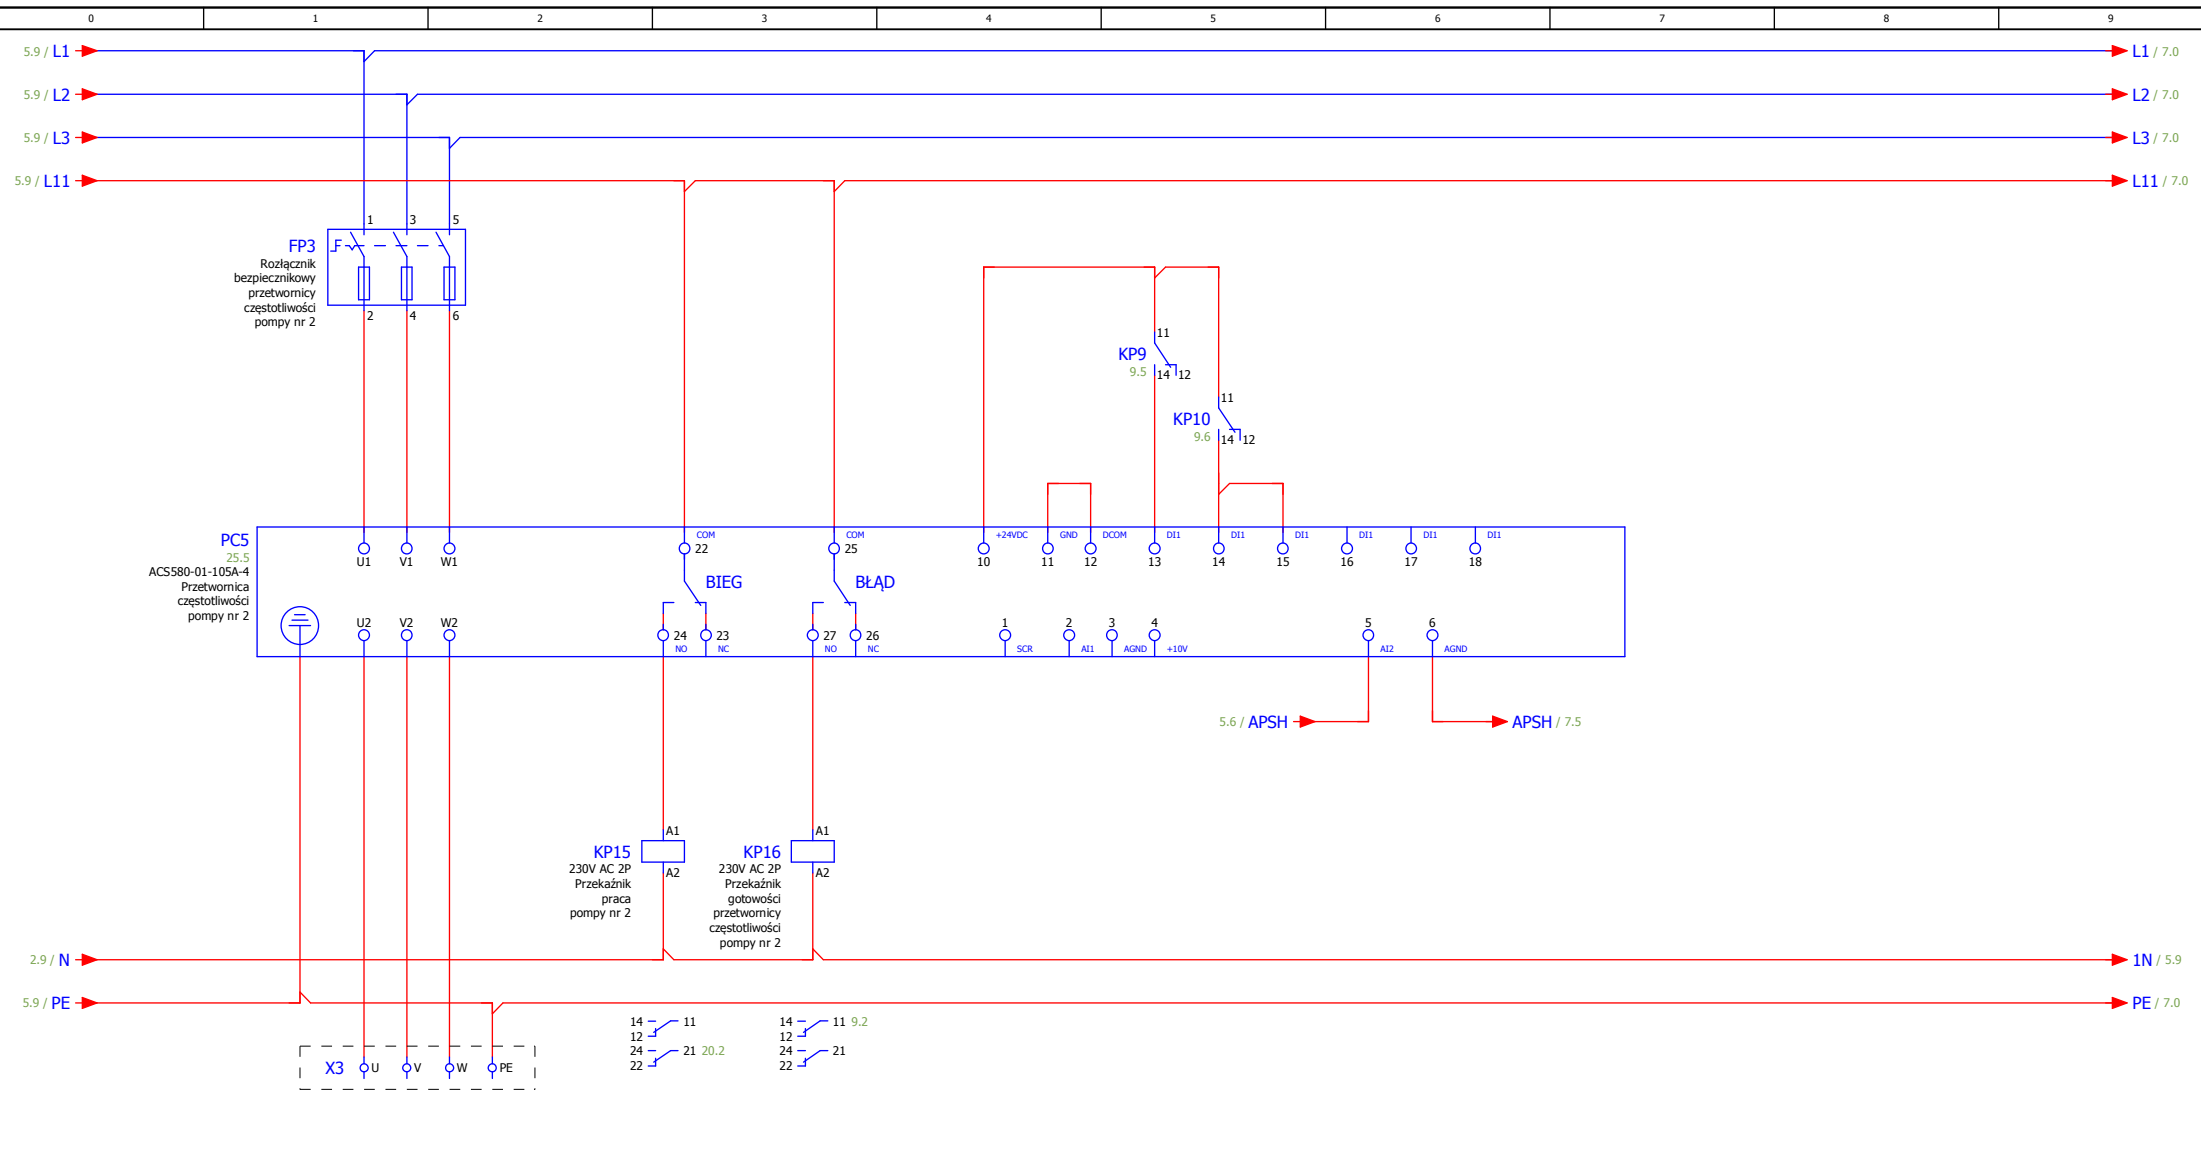 0 1 2 3 4 5 6 7 8 9
5.9 / L1 L1 / 7.0
5.9 / L2 L2 / 7.0
5.9 / L3 L3 / 7.0
5.9 / L11 L11 / 7.0
1 3 5
FP3
Rozłącznik
bezpiecznikowy
przetwornicy
częstotliwości
pompy nr 2
2 4 6
11
KP9
9.5
14 12
11
KP10
9.6
14 12
PC5
25.5
ACS580-01-105A-4
Przetwornica
częstotliwości
pompy nr 2
COM COM +24VDC GND DCOM DI1 DI1 DI1 DI1 DI1 DI1
U1 V1 W1 22 25 10 11 12 13 14 15 16 17 18
BIEG BŁĄD
U2 V2 W2 24 23 27 26 1 2 3 4 5 6
NO NC NO NC SCR AI1 AGND +10V AI2 AGND
5.6 / APSH APSH / 7.5
A1
KP15
230V AC 2P
A2
Przekaźnik
praca
pompy nr 2
A1
KP16
230V AC 2P
A2
Przekaźnik
gotowości
przetwornicy
częstotliwości
pompy nr 2
2.9 / N 1N / 5.9
5.9 / PE PE / 7.0
14 11
12
24 21 20.2
22
14 11 9.2
12
24 21
22
X3 U V W PE